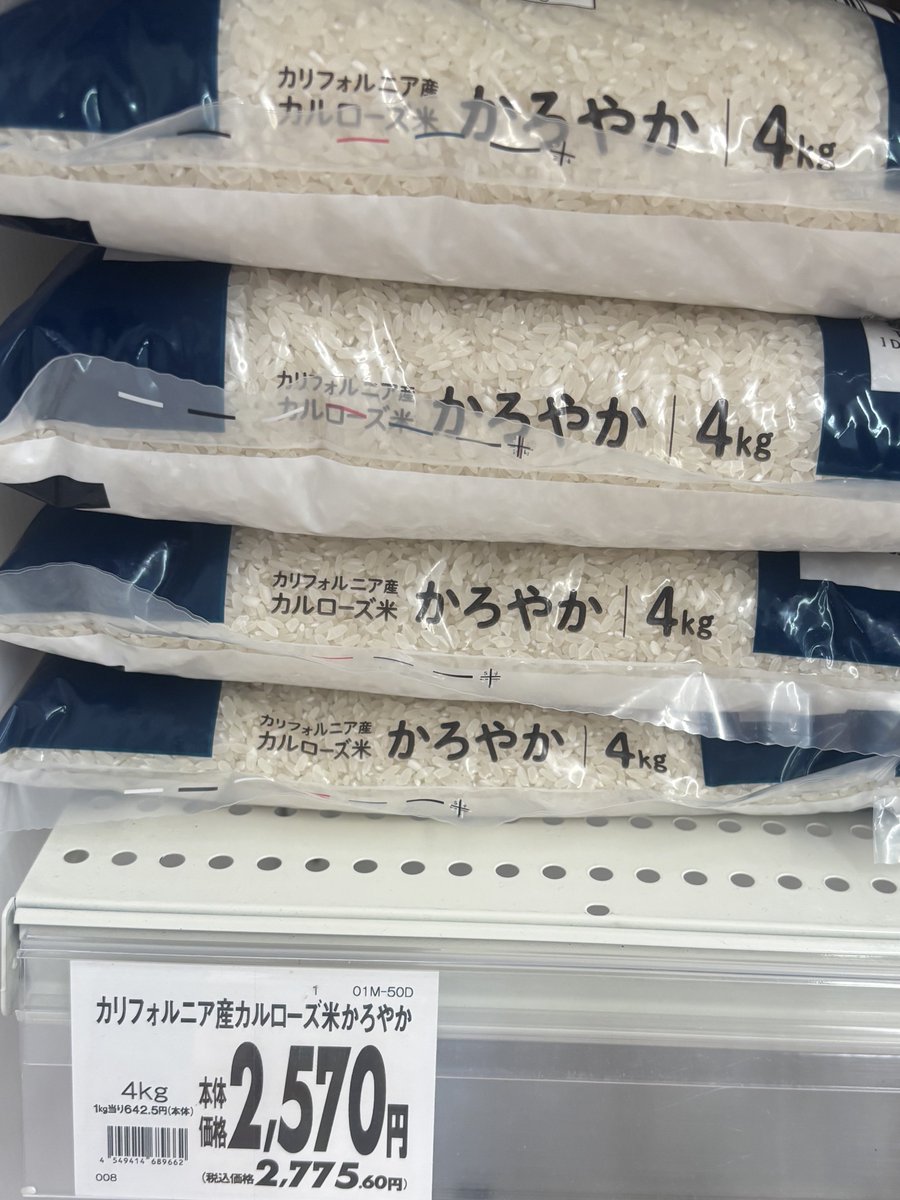 カリフォルニア産
カルローズ米 かろやか 4kg
カリフォルニア産
カルローズ米 かろやか 4kg
カリフォルニア産
カルローズ米 かろやか 4kg
カリフォルニア産
カルローズ米 かろやか 4kg
1 01M-50D
カリフォルニア産カルローズ米かろやか
4kg
1kg当り642.5円(本体)
本体価格 2,570円
4 549414 689662
(税込価格2,775.60円)
008